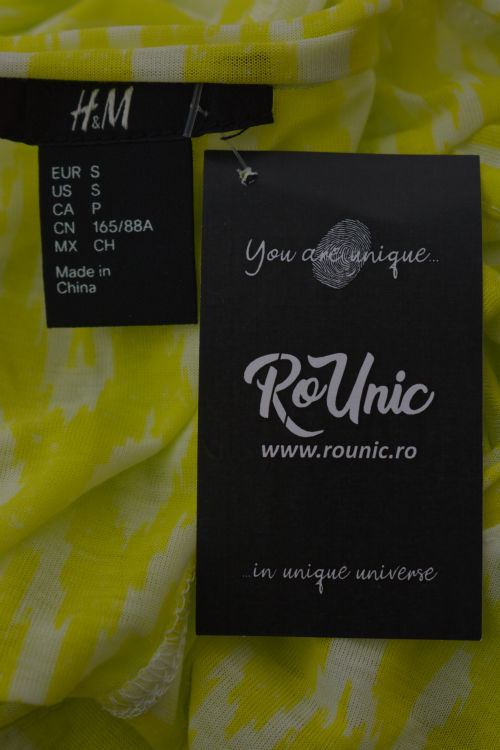 H&M
EUR S
US S
CA P
CN 165/88A
MX CH
Made in
China
You are unique...
RoUnic
www.rounic.ro
...in unique universe